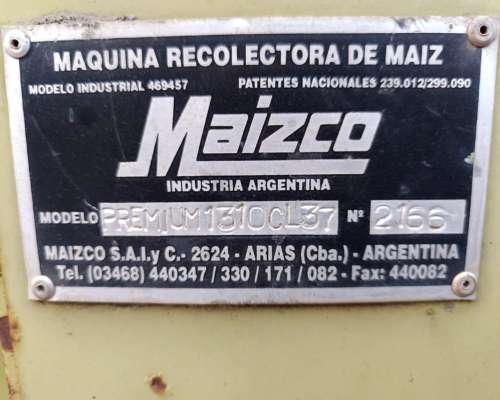 MAQUINA RECOLECTORA DE MAIZ
MODELO INDUSTRIAL 469457 PATENTES NACIONALES 239.012/299.090
Maizco
INDUSTRIA ARGENTINA
MODELO PREMIUM1310CL37 Nº 2166
MAIZCO S.A.I.y C.- 2624 - ARIAS (Cba.) - ARGENTINA
Tel. (03468) 440347 / 330 / 171 / 082 - Fax: 440082